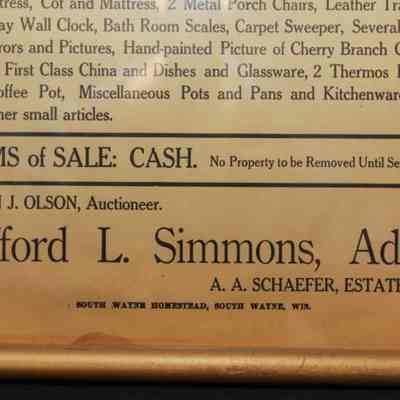 tress, Cot and Mattress, 2 Metal Porch Chairs, Leather Tra
ay Wall Clock, Bath Room Scales, Carpet Sweeper, Several
rors and Pictures, Hand-painted Picture of Cherry Branch C
First Class China and Dishes and Glassware, 2 Thermos
offee Pot, Miscellaneous Pots and Pans and Kitchenware
her small articles.
MS of SALE: CASH. No Property to be Removed Until Se
J. OLSON, Auctioneer.
fford L. Simmons, Ad
A. A. SCHAEFER, ESTATE
SOUTH WAYNE HOMESTEAD, SOUTH WAYNE, WIS.